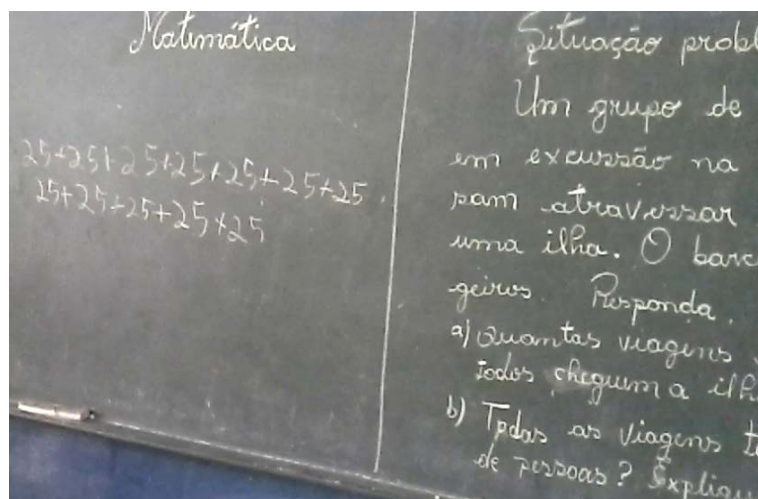 Matemática
25+25+25+25+25+25+25
25+25+25+25+25
Situação probl
Um grupo de
em excussão na
sam atravessar
uma ilha. O barc
geiros. Responda.
a) Quantas viagens
todos cheguem a ilh
b) Todas as viagens t
de pessoas? Expliqu